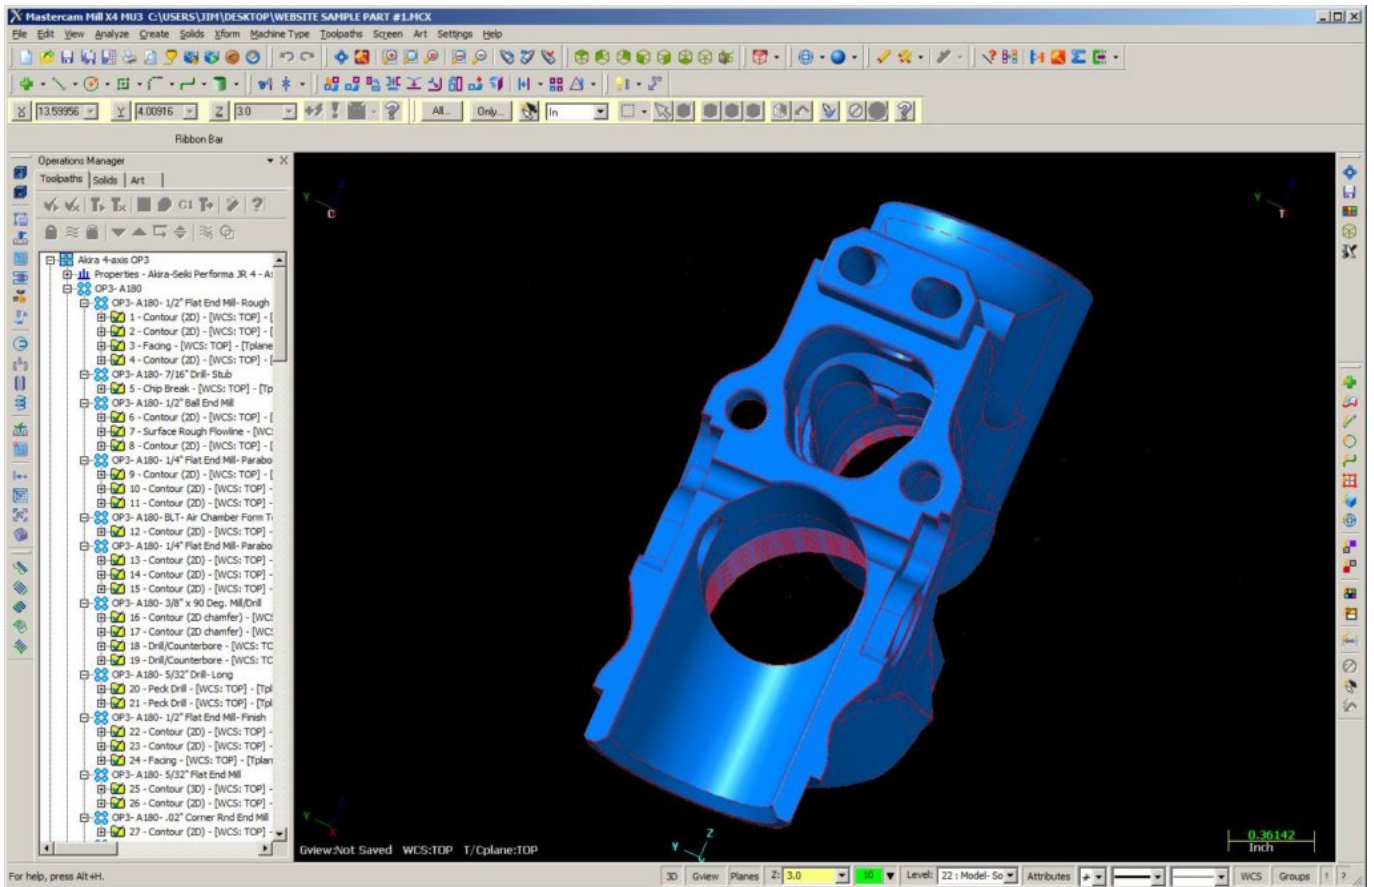 Mastercam Mill X4 MU3 C:\USERS\JIM\DESKTOP\WEBSITE SAMPLE PART #1.MCX
File Edit View Analyze Create Solids Xform Machine Type Toolpaths Screen Art Settings Help
X 13.59956 Y 4.00916 Z 3.0 All... Only... In
Ribbon Bar
Operations Manager
Toolpaths Solids Art
G1
Akira 4-axis OP3
Properties - Akira-Seiki Performa JR 4 - A
OP3- A180
OP3- A180- 1/2" Flat End Mill- Rough
1 - Contour (2D) - [WCS: TOP] - [
2 - Contour (2D) - [WCS: TOP] - [
3 - Facing - [WCS: TOP] - [Tplane
4 - Contour (2D) - [WCS: TOP] - [
OP3- A180- 7/16" Drill- Stub
5 - Chip Break - [WCS: TOP] - [Tp
OP3- A180- 1/2" Ball End Mill
6 - Contour (2D) - [WCS: TOP] - [
7 - Surface Rough Flowline - [WC
8 - Contour (2D) - [WCS: TOP] - [
OP3- A180- 1/4" Flat End Mill- Parabo
9 - Contour (2D) - [WCS: TOP] - [
10 - Contour (2D) - [WCS: TOP] -
11 - Contour (2D) - [WCS: TOP] -
OP3- A180- BLT- Air Chamber Form T
12 - Contour (2D) - [WCS: TOP] -
OP3- A180- 1/4" Flat End Mill- Parabo
13 - Contour (2D) - [WCS: TOP] -
14 - Contour (2D) - [WCS: TOP] -
15 - Contour (2D) - [WCS: TOP] -
OP3- A180- 3/8" x 90 Deg. Mill/Drill
16 - Contour (2D chamfer) - [WC
17 - Contour (2D chamfer) - [WC
18 - Drill/Counterbore - [WCS: TC
19 - Drill/Counterbore - [WCS: TC
OP3- A180- 5/32" Drill- Long
20 - Peck Drill - [WCS: TOP] - [Tpl
21 - Peck Drill - [WCS: TOP] - [Tpl
OP3- A180- 1/2" Flat End Mill- Finish
22 - Contour (2D) - [WCS: TOP] -
23 - Contour (2D) - [WCS: TOP] -
24 - Facing - [WCS: TOP] - [Tplan
OP3- A180- 5/32" Flat End Mill
25 - Contour (3D) - [WCS: TOP] -
26 - Contour (2D) - [WCS: TOP] -
OP3- A180- .02" Corner Rnd End Mill
27 - Contour (2D) - [WCS: TOP] -
Y Z C
Y Z T
Y Z X
Z
Y X
0.36142
Inch
Gview:Not Saved WCS:TOP T/Cplane:TOP
For help, press Alt+H.
3D Gview Planes Z: 3.0 10 Level: 22 : Model- So Attributes WCS Groups ! ?